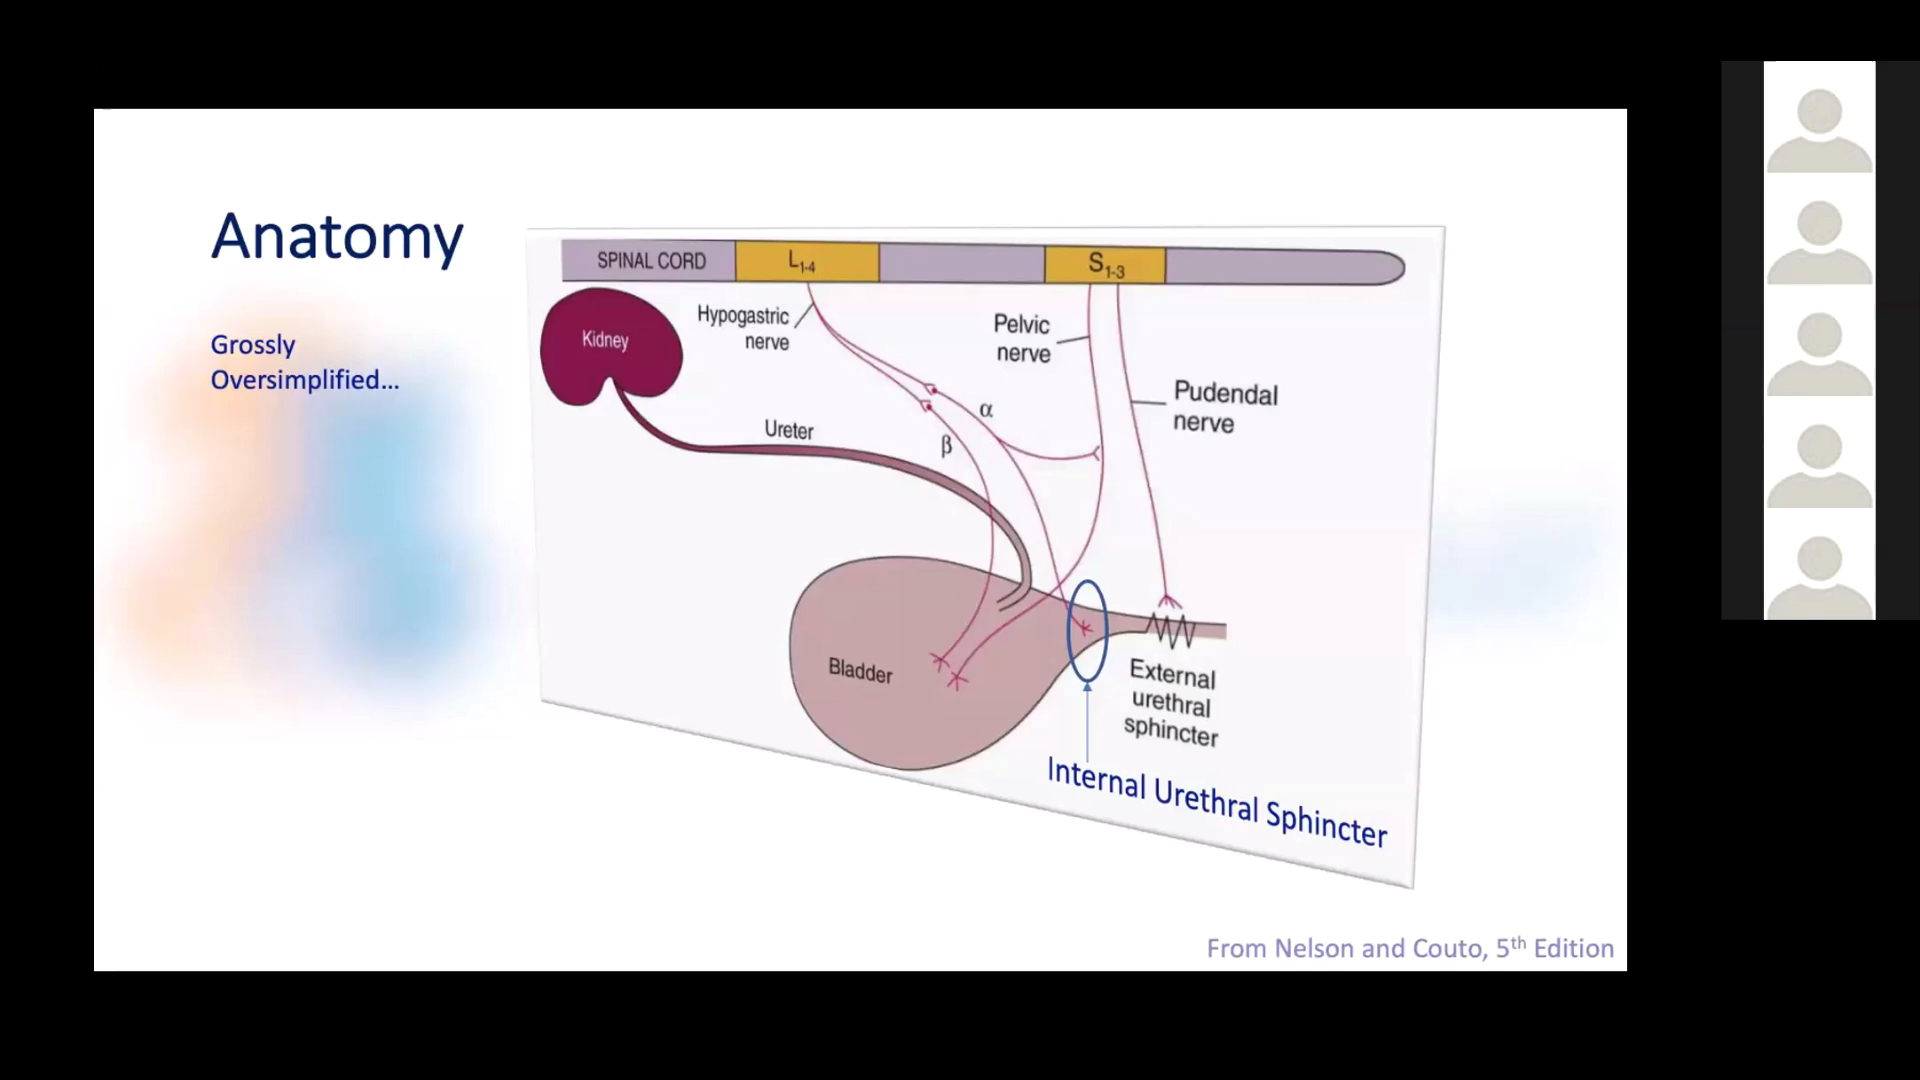 Anatomy
Grossly
Oversimplified...
SPINAL CORD
L1-4
S1-3
Kidney
Hypogastric
nerve
Pelvic
nerve
Pudendal
nerve
α
β
Ureter
Bladder
External
urethral
sphincter
Internal Urethral Sphincter
From Nelson and Couto, 5th Edition